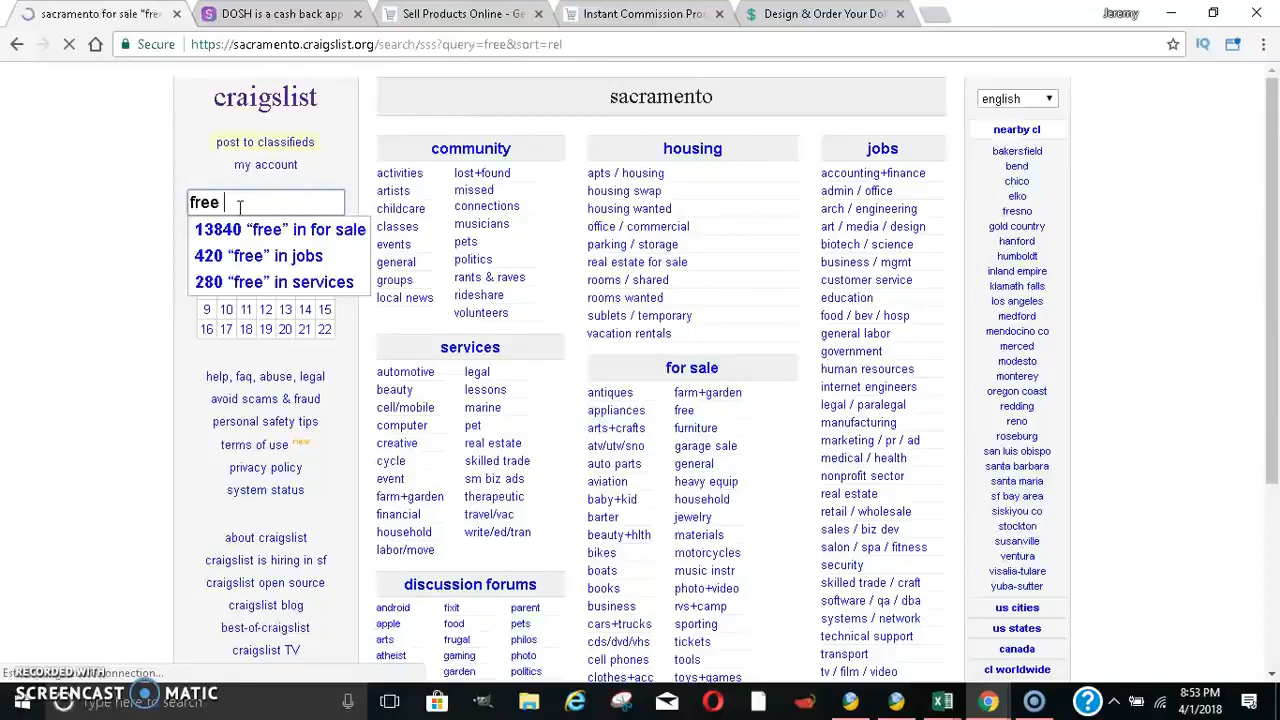 sacramento for sale "fre
DOSH is a cash back app
Sell Products Online - Ge
Instant Commission Pro
Design & Order Your Dol
Jeremy
Secure
https://sacramento.craigslist.org/search/sss?query=free&sort=rel
craigslist
post to classifieds
my account
free
13840 "free" in for sale
420 "free" in jobs
280 "free" in services
9 10 11 12 13 14 15
16 17 18 19 20 21 22
help, faq, abuse, legal
avoid scams & fraud
personal safety tips
terms of use new
privacy policy
system status
about craigslist
craigslist is hiring in sf
craigslist open source
craigslist blog
best-of-craigslist
craigslist TV
sacramento
community
activities
artists
childcare
classes
events
general
groups
local news
lost+found
missed
connections
musicians
pets
politics
rants & raves
rideshare
volunteers
services
automotive
beauty
cell/mobile
computer
creative
cycle
event
farm+garden
financial
household
labor/move
legal
lessons
marine
pet
real estate
skilled trade
sm biz ads
therapeutic
travel/vac
write/ed/tran
discussion forums
android
apple
arts
atheist
fixit
food
frugal
gaming
garden
parent
pets
philos
photo
politics
housing
apts / housing
housing swap
housing wanted
office / commercial
parking / storage
real estate for sale
rooms / shared
rooms wanted
sublets / temporary
vacation rentals
for sale
antiques
appliances
arts+crafts
atv/utv/sno
auto parts
aviation
baby+kid
barter
beauty+hlth
bikes
boats
books
business
cars+trucks
cds/dvd/vhs
cell phones
clothes+acc
farm+garden
free
furniture
garage sale
general
heavy equip
household
jewelry
materials
motorcycles
music instr
photo+video
rvs+camp
sporting
tickets
tools
toys+games
jobs
accounting+finance
admin / office
arch / engineering
art / media / design
biotech / science
business / mgmt
customer service
education
food / bev / hosp
general labor
government
human resources
internet engineers
legal / paralegal
manufacturing
marketing / pr / ad
medical / health
nonprofit sector
real estate
retail / wholesale
sales / biz dev
salon / spa / fitness
security
skilled trade / craft
software / qa / dba
systems / network
technical support
transport
tv / film / video
english
nearby cl
bakersfield
bend
chico
elko
fresno
gold country
hanford
humboldt
inland empire
klamath falls
los angeles
medford
mendocino co
merced
modesto
monterey
oregon coast
redding
reno
roseburg
san luis obispo
santa barbara
santa maria
sf bay area
siskiyou co
stockton
susanville
ventura
visalia-tulare
yuba-sutter
us cities
us states
canada
cl worldwide
RECORDED WITH
SCREENCAST MATIC
Type here to search
8:53 PM
4/1/2018